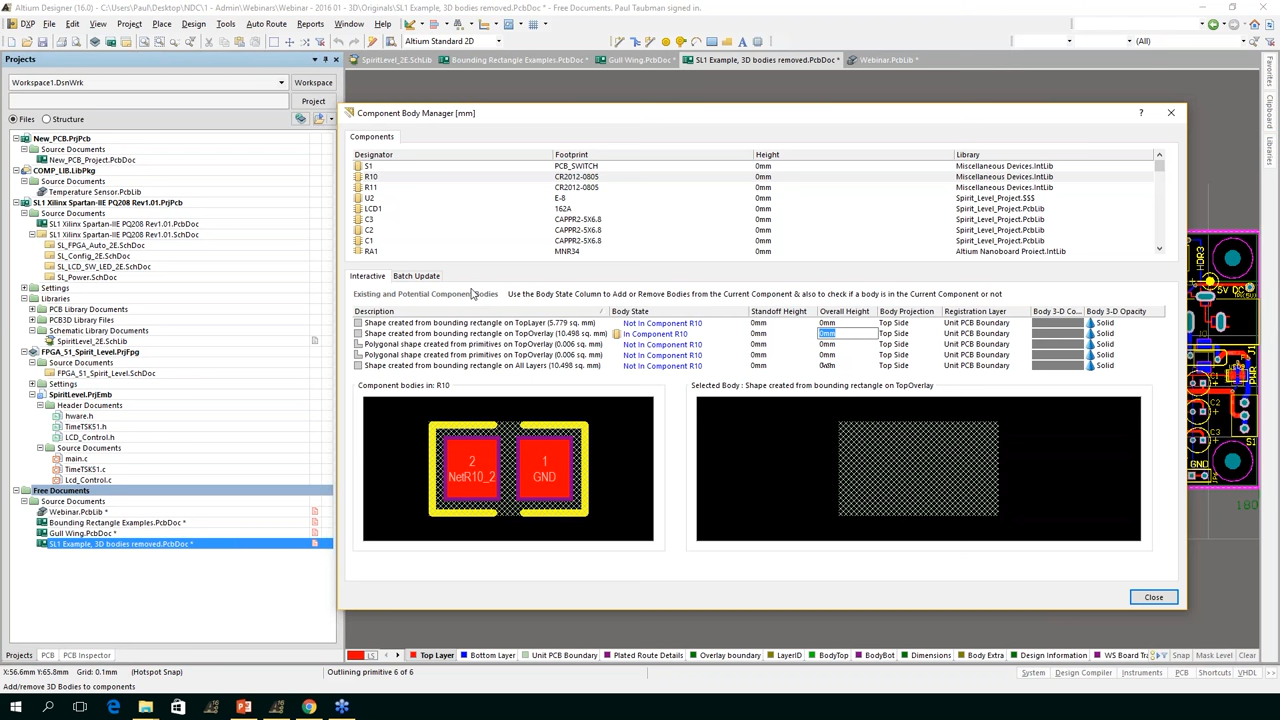 Altium Designer (16.0) - C:\Users\Paul\Desktop\NDC\1 - Admin\Webinars\Webinar - 2016 01 - 3D\Originals\SL1 Example, 3D bodies removed.PcbDoc - Free Documents. Paul Taubman signed in.
DXP File Edit View Project Place Design Tools Auto Route Reports Window Help
Altium Standard 2D
(All)
Projects
SpiritLevel_2E.SchLib
Bounding Rectangle Examples.PcbDoc *
Gull Wing.PcbDoc *
SL1 Example, 3D bodies removed.PcbDoc *
Webinar.PcbLib *
Favorites
Clipboard
Libraries
Workspace1.DsnWrk
Workspace
Project
Files
Structure
New_PCB.PrjPcb
Source Documents
New_PCB_Project.PcbDoc
COMP_LIB.LibPkg
Source Documents
Temperature Sensor.PcbLib
SL1 Xilinx Spartan-IIE PQ208 Rev1.01.PrjPcb
Source Documents
SL1 Xilinx Spartan-IIE PQ208 Rev1.01.PcbDoc
SL1 Xilinx Spartan-IIE PQ208 Rev1.01.SchDoc
SL_FPGA_Auto_2E.SchDoc
SL_Config_2E.SchDoc
SL_LCD_SW_LED_2E.SchDoc
SL_Power.SchDoc
Settings
Libraries
PCB Library Documents
PCB3D Library Files
Schematic Library Documents
SpiritLevel_2E.SchLib
FPGA_51_Spirit_Level.PrjFpg
Source Documents
FPGA_51_Spirit_Level.SchDoc
Settings
SpiritLevel.PrjEmb
Header Documents
hware.h
TimeTSK51.h
LCD_Control.h
Source Documents
main.c
TimeTSK51.c
Lcd_Control.c
Free Documents
Source Documents
Webinar.PcbLib *
Bounding Rectangle Examples.PcbDoc *
Gull Wing.PcbDoc *
SL1 Example, 3D bodies removed.PcbDoc *
Component Body Manager [mm]
Components
Designator Footprint Height Library
S1 PCB_SWITCH 0mm Miscellaneous Devices.IntLib
R10 CR2012-0805 0mm Miscellaneous Devices.IntLib
R11 CR2012-0805 0mm Miscellaneous Devices.IntLib
U2 E-8 0mm Spirit_Level_Project.$$$
LCD1 162A 0mm Spirit_Level_Project.PcbLib
C3 CAPPR2-5X6.8 0mm Spirit_Level_Project.PcbLib
C2 CAPPR2-5X6.8 0mm Spirit_Level_Project.PcbLib
C1 CAPPR2-5X6.8 0mm Spirit_Level_Project.PcbLib
RA1 MNR34 0mm Altium Nanoboard Project.IntLib
Interactive
Batch Update
Existing and Potential Component Bodies Use the Body State Column to Add or Remove Bodies from the Current Component & also to check if a body is in the Current Component or not
Description / Body State Standoff Height Overall Height Body Projection Registration Layer Body 3-D Co... Body 3-D Opacity
Shape created from bounding rectangle on TopLayer (5.779 sq. mm) Not In Component R10 0mm 0mm Top Side Unit PCB Boundary Solid
Shape created from bounding rectangle on TopOverlay (10.498 sq. mm) In Component R10 0mm 0mm Top Side Unit PCB Boundary Solid
Polygonal shape created from primitives on TopOverlay (0.006 sq. mm) Not In Component R10 0mm 0mm Top Side Unit PCB Boundary Solid
Polygonal shape created from primitives on TopOverlay (0.006 sq. mm) Not In Component R10 0mm 0mm Top Side Unit PCB Boundary Solid
Shape created from bounding rectangle on All Layers (10.498 sq. mm) Not In Component R10 0mm 0mm Top Side Unit PCB Boundary Solid
Component bodies in: R10
2
NetR10_2
1
GND
Selected Body : Shape created from bounding rectangle on TopOverlay
Close
HDR3
5V DC
J1
PWR
C3
C2
GND
180
Projects PCB PCB Inspector
LS Top Layer Bottom Layer Unit PCB Boundary Plated Route Details Overlay boundary LayerID BodyTop BodyBot Dimensions Body Extra Design Information WS Board Tra Snap Mask Level Clear
X:56.6mm Y:65.8mm Grid: 0.1mm (Hotspot Snap)
Outlining primitive 6 of 6
System Design Compiler Instruments PCB Shortcuts VHDL >>
Add/remove 3D Bodies to components